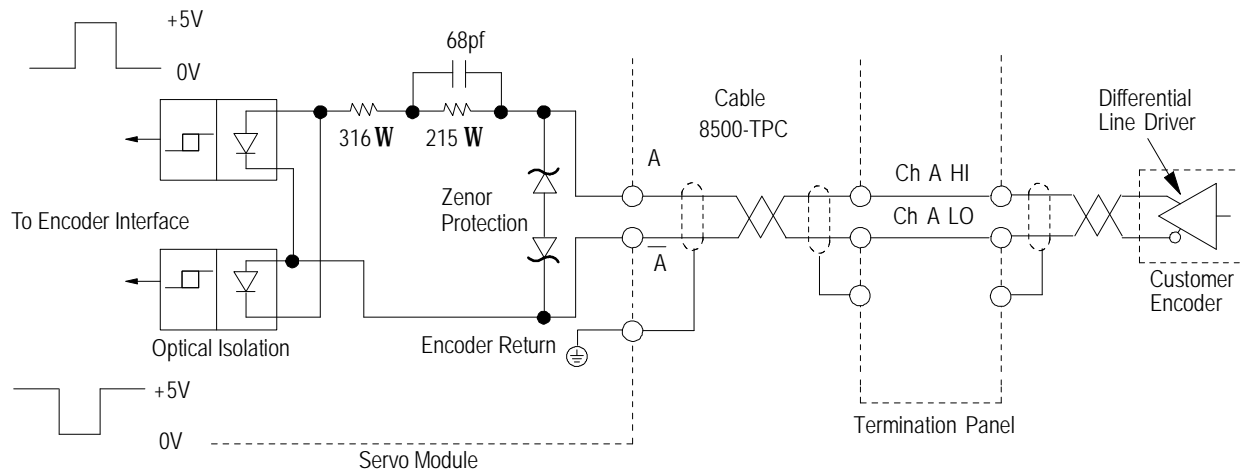 +5V
0V
68pf
316 W
215 W
Cable
8500-TPC
Differential
Line Driver
A
Ch A HI
Zenor
Protection
Ch A LO
To Encoder Interface
A̅
Customer
Encoder
Optical Isolation
Encoder Return
+5V
0V
Termination Panel
Servo Module